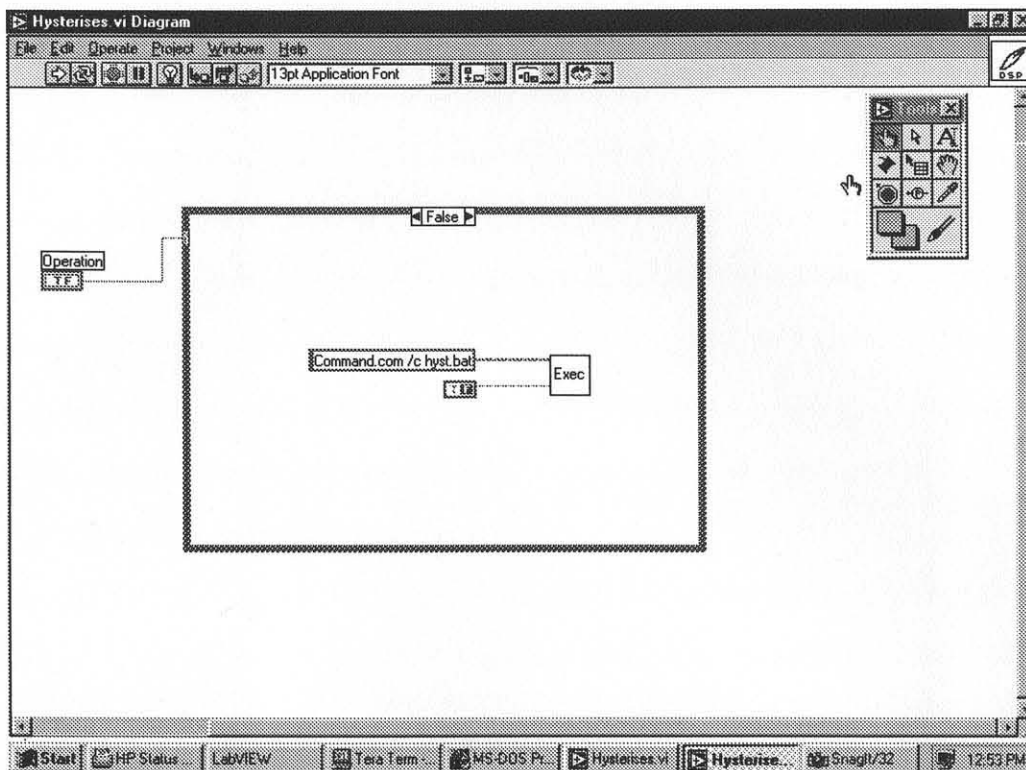 Hysterises.vi Diagram
File Edit Operate Project Windows Help
13pt Application Font
DSP
Tools
A
False
Operation
TF
Command.com /c hyst.bat
Exec
Start HP Status ... LabVIEW Tera Term -... MS-DOS Pr... Hysterises.vi Hysterise... SnagIt/32 12:53 PM